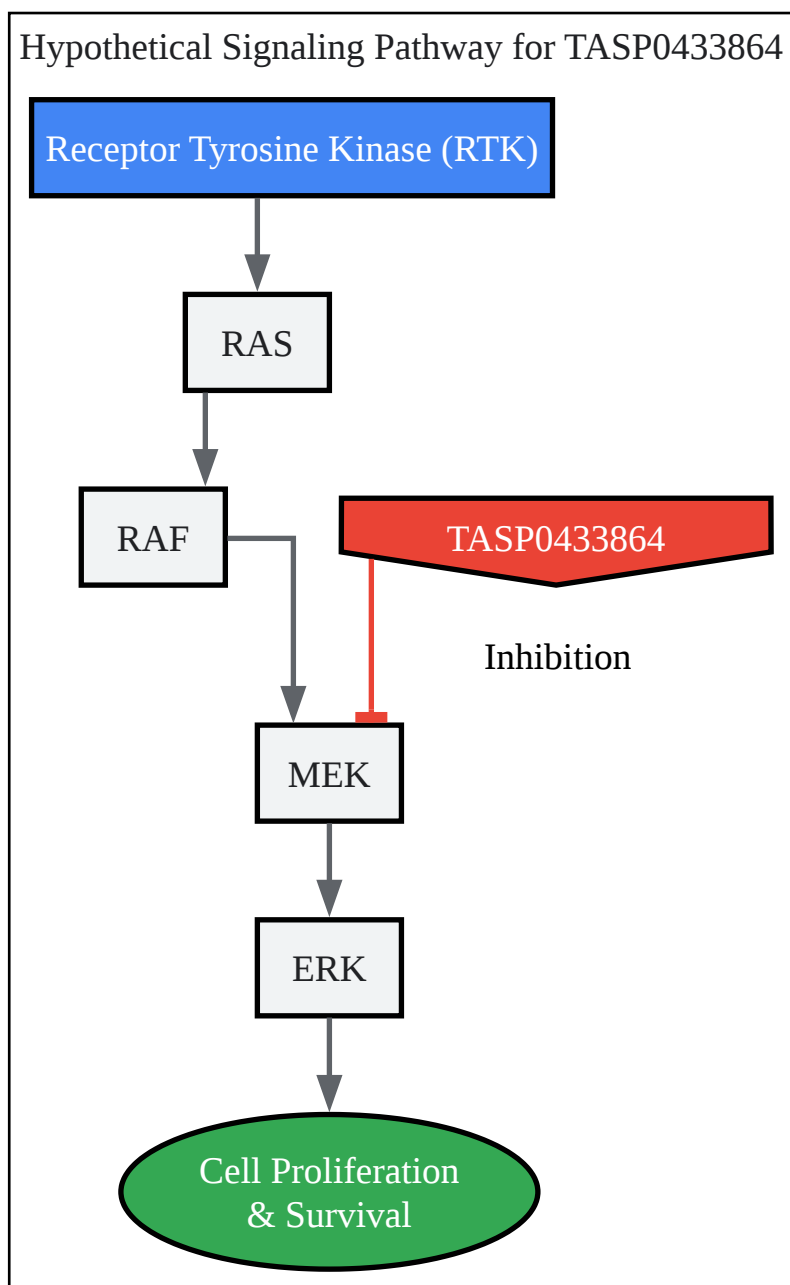 Hypothetical Signaling Pathway for TASP0433864
Receptor Tyrosine Kinase (RTK)
RAS
RAF
TASP0433864
Inhibition
MEK
ERK
Cell Proliferation
& Survival